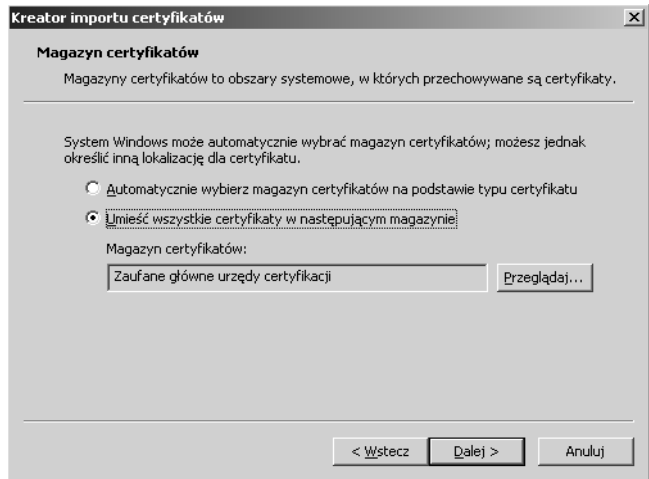 Kreator importu certyfikatów
Magazyn certyfikatów
Magazyny certyfikatów to obszary systemowe, w których przechowywane są certyfikaty.
System Windows może automatycznie wybrać magazyn certyfikatów; możesz jednak
określić inną lokalizację dla certyfikatu.
Automatycznie wybierz magazyn certyfikatów na podstawie typu certyfikatu
Umieść wszystkie certyfikaty w następującym magazynie
Magazyn certyfikatów:
Zaufane główne urzędy certyfikacji
Przeglądaj...
< Wstecz
Dalej >
Anuluj